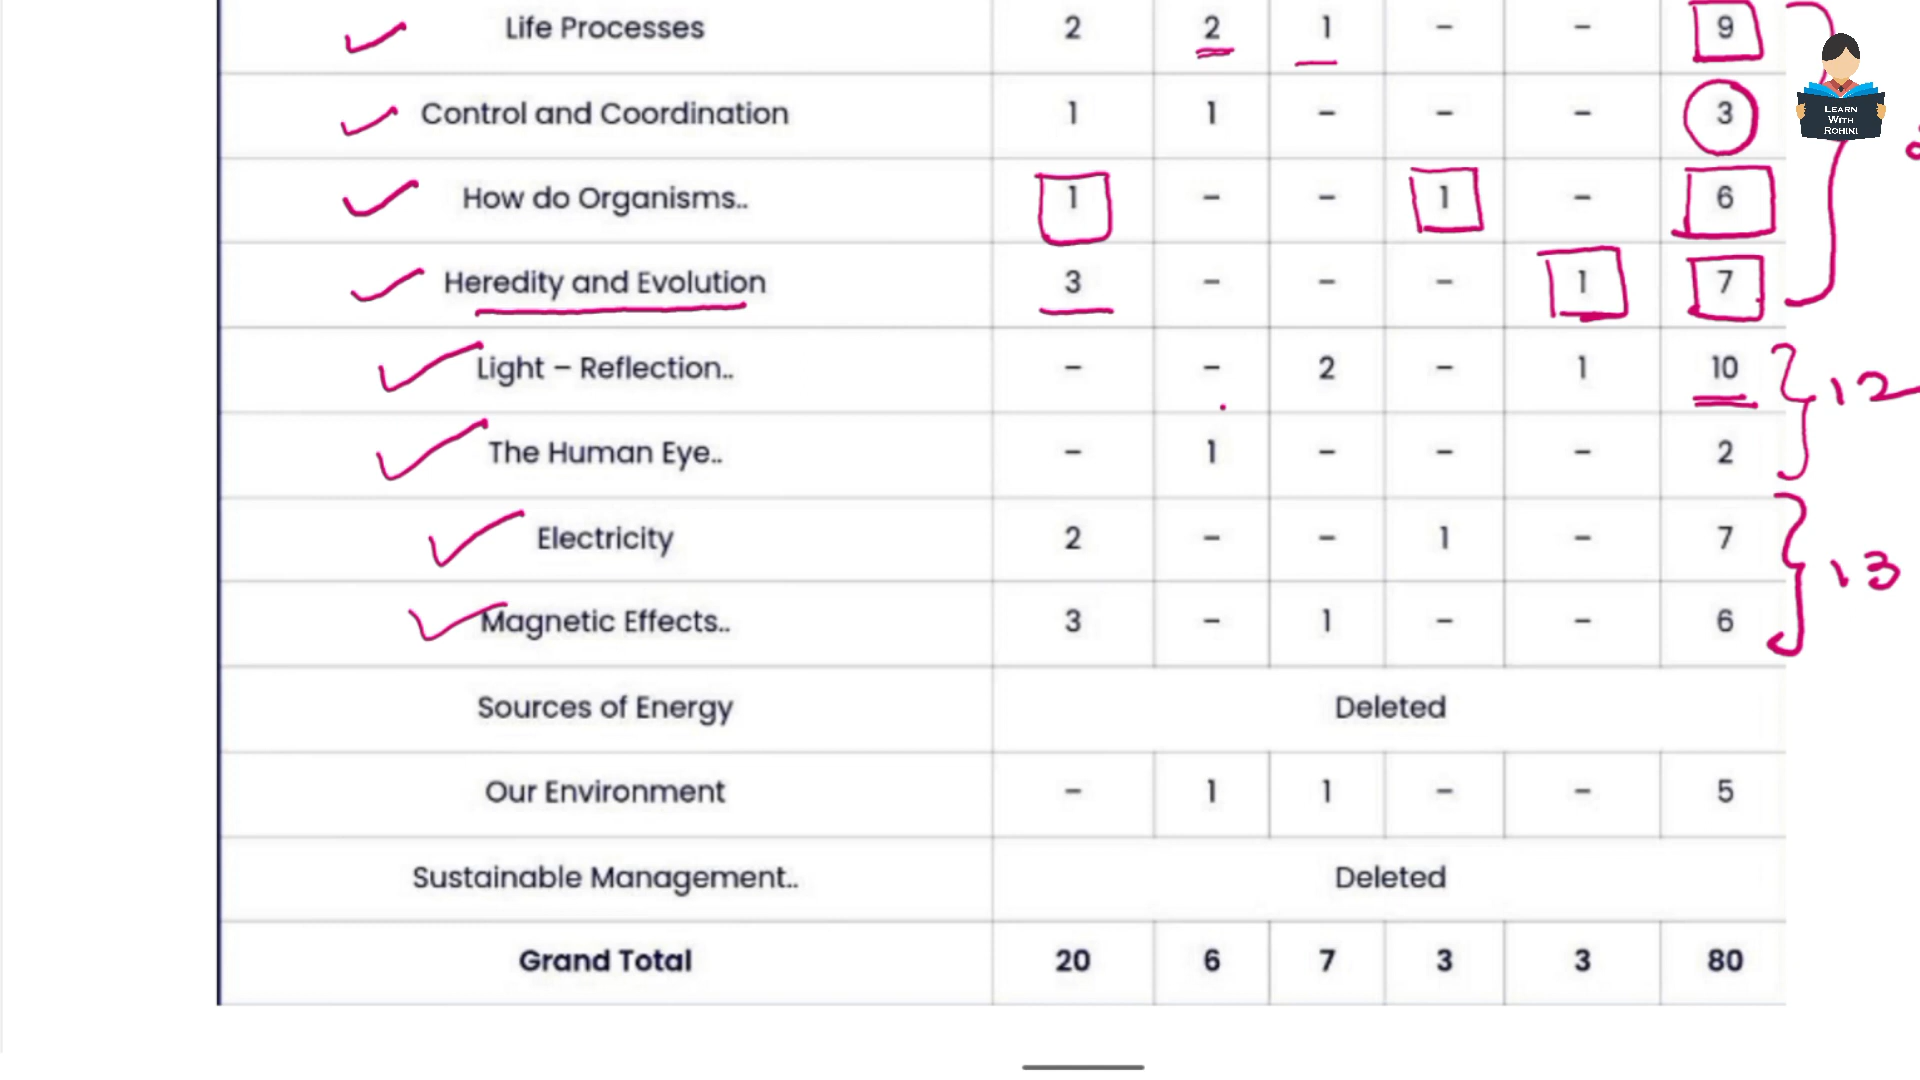 Life Processes 2 2 1 – – 9
Control and Coordination 1 1 – – – 3
How do Organisms.. 1 – – 1 – 6
Heredity and Evolution 3 – – – 1 7
Light – Reflection.. – – 2 – 1 10
12
The Human Eye.. – 1 – – – 2
Electricity 2 – – 1 – 7
13
Magnetic Effects.. 3 – 1 – – 6
Sources of Energy Deleted
Our Environment – 1 1 – – 5
Sustainable Management.. Deleted
Grand Total 20 6 7 3 3 80
LEARN
WITH
ROHINI